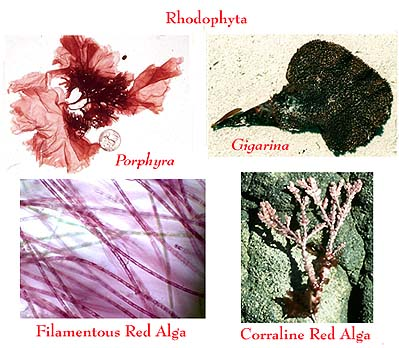 Rhodophyta
Porphyra
Gigarina
Filamentous Red Alga
Corraline Red Alga